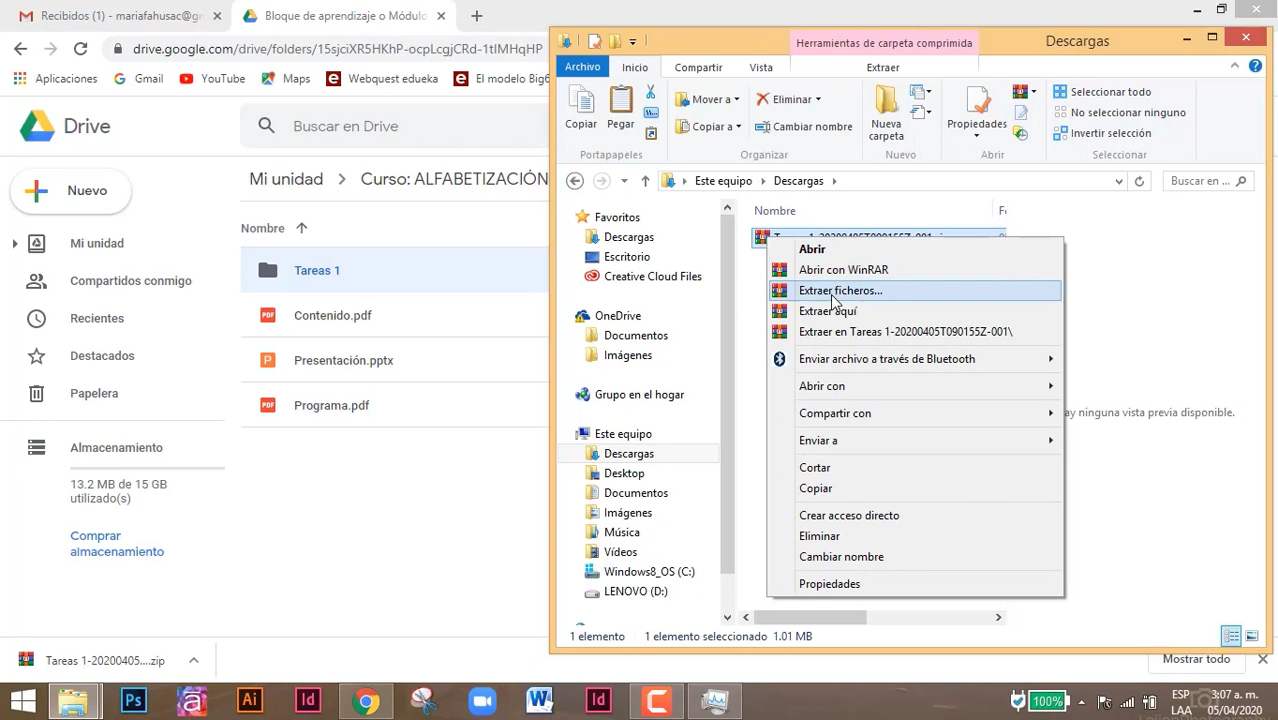 Recibidos (1) - mariafahusac@gm
Bloque de aprendizaje o Módulo
drive.google.com/drive/folders/15sjciXR5HKhP-ocpLcgjCRd-1tIMHqHP
Aplicaciones
Gmail
YouTube
Maps
Webquest edueka
El modelo Big6
Drive
Buscar en Drive
Nuevo
Mi unidad
Compartidos conmigo
Recientes
Destacados
Papelera
Almacenamiento
13.2 MB de 15 GB
utilizado(s)
Comprar
almacenamiento
Mi unidad
Curso: ALFABETIZACIÓN
Nombre
Tareas 1
Contenido.pdf
Presentación.pptx
Programa.pdf
Herramientas de carpeta comprimida
Descargas
Archivo
Inicio
Compartir
Vista
Extraer
Copiar
Pegar
Portapapeles
Mover a
Copiar a
Eliminar
Cambiar nombre
Organizar
Nueva
carpeta
Nuevo
Propiedades
Abrir
Seleccionar todo
No seleccionar ninguno
Invertir selección
Seleccionar
Este equipo
Descargas
Buscar en ...
Favoritos
Descargas
Escritorio
Creative Cloud Files
OneDrive
Documentos
Imágenes
Grupo en el hogar
Este equipo
Descargas
Desktop
Documentos
Imágenes
Música
Vídeos
Windows8_OS (C:)
LENOVO (D:)
Nombre
Abrir
Abrir con WinRAR
Extraer ficheros...
Extraer aquí
Extraer en Tareas 1-20200405T090155Z-001\
Enviar archivo a través de Bluetooth
Abrir con
Compartir con
Enviar a
Cortar
Copiar
Crear acceso directo
Eliminar
Cambiar nombre
Propiedades
ay ninguna vista previa disponible.
1 elemento
1 elemento seleccionado 1.01 MB
Tareas 1-20200405....zip
Mostrar todo
Ps
Ai
Id
Id
100%
ESP
LAA
3:07 a. m.
05/04/2020